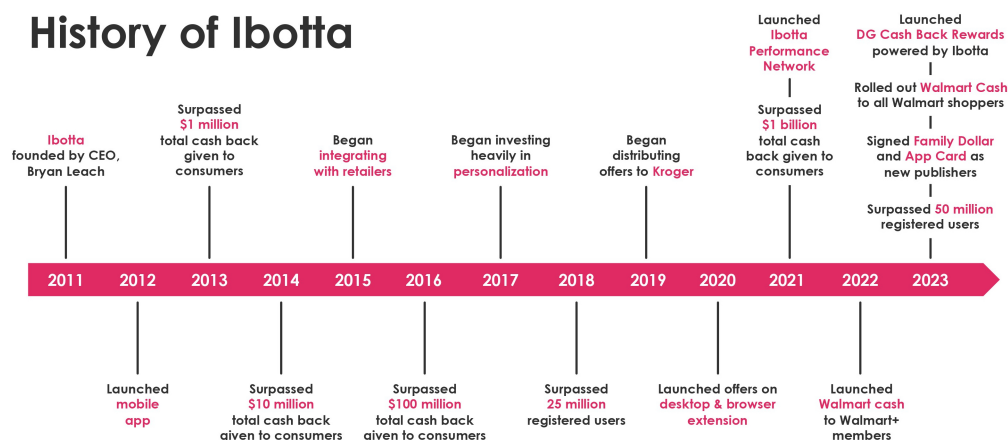 History of Ibotta
Ibotta
founded by CEO,
Bryan Leach
Surpassed
$1 million
total cash back
given to
consumers
Began
integrating
with retailers
Began investing
heavily in
personalization
Began
distributing
offers to Kroger
Launched
Ibotta
Performance
Network
Surpassed
$1 billion
total cash
back given to
consumers
Launched
DG Cash Back Rewards
powered by Ibotta
Rolled out Walmart Cash
to all Walmart shoppers
Signed Family Dollar
and App Card as
new publishers
Surpassed 50 million
registered users
2011 2012 2013 2014 2015 2016 2017 2018 2019 2020 2021 2022 2023
Launched
mobile
app
Surpassed
$10 million
total cash back
given to consumers
Surpassed
$100 million
total cash back
given to consumers
Surpassed
25 million
registered users
Launched offers on
desktop & browser
extension
Launched
Walmart cash
to Walmart+
members